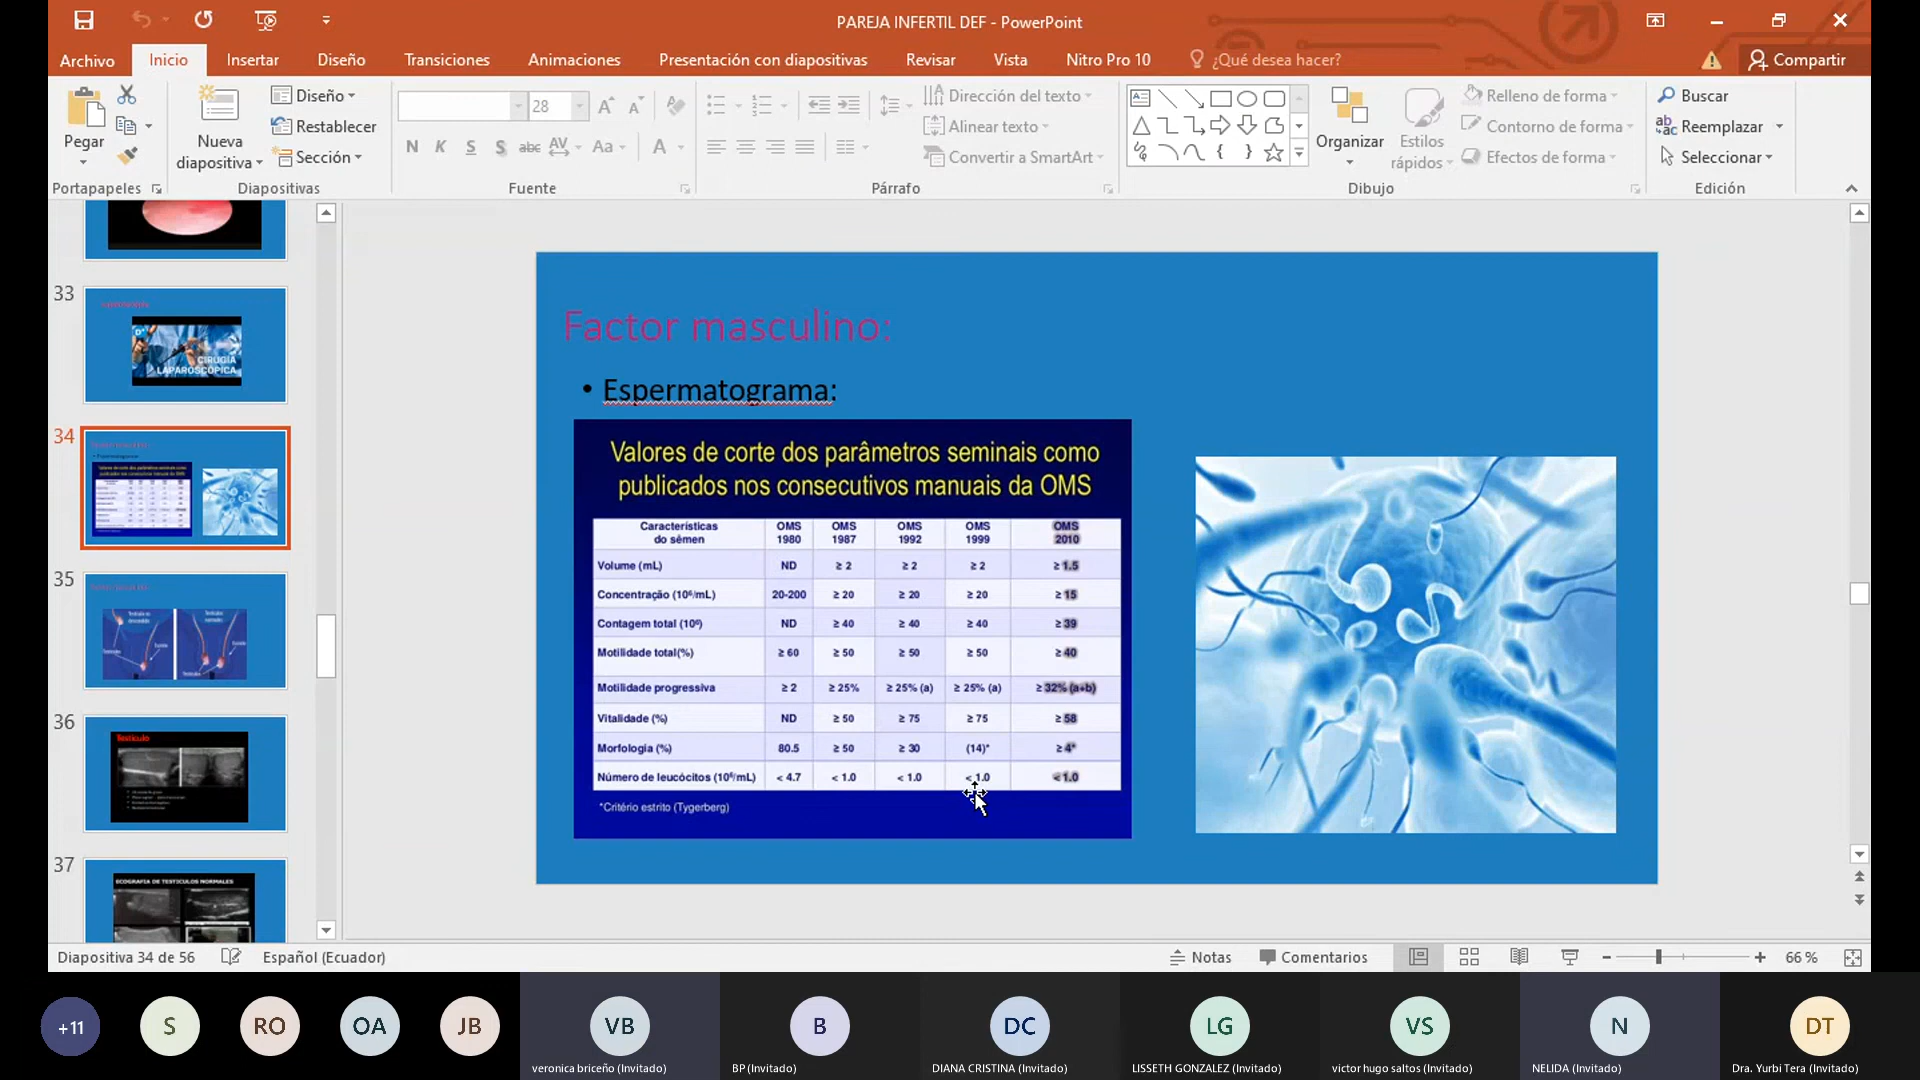 PAREJA INFERTIL DEF - PowerPoint
Archivo Inicio Insertar Diseño Transiciones Animaciones Presentación con diapositivas Revisar Vista Nitro Pro 10 ¿Qué desea hacer? Compartir
Pegar
Nueva diapositiva
Diseño
Restablecer
Sección
28
N K S S abc AV Aa A
Dirección del texto
Alinear texto
Convertir a SmartArt
Organizar
Estilos rápidos
Relleno de forma
Contorno de forma
Efectos de forma
Buscar
Reemplazar
Seleccionar
Portapapeles Diapositivas Fuente Párrafo Dibujo Edición
33
CIRUGÍA
LAPAROSCÓPICA
34
35
36
Testículo
37
ECOGRAFIA DE TESTICULOS NORMALES
Factor masculino:
• Espermatograma:
Valores de corte dos parâmetros seminais como
publicados nos consecutivos manuais da OMS
Características do sêmen OMS 1980 OMS 1987 OMS 1992 OMS 1999 OMS 2010
Volume (mL) ND ≥ 2 ≥ 2 ≥ 2 ≥ 1.5
Concentração (10⁶/mL) 20-200 ≥ 20 ≥ 20 ≥ 20 ≥ 15
Contagem total (10⁶) ND ≥ 40 ≥ 40 ≥ 40 ≥ 39
Motilidade total(%) ≥ 60 ≥ 50 ≥ 50 ≥ 50 ≥ 40
Motilidade progressiva ≥ 2 ≥ 25% ≥ 25% (a) ≥ 25% (a) ≥ 32% (a+b)
Vitalidade (%) ND ≥ 50 ≥ 75 ≥ 75 ≥ 58
Morfologia (%) 80.5 ≥ 50 ≥ 30 (14)* ≥ 4*
Número de leucócitos (10⁶/mL) < 4.7 < 1.0 < 1.0 < 1.0 < 1.0
*Critério estrito (Tygerberg)
Diapositiva 34 de 56 Español (Ecuador) Notas Comentarios 66 %
+11 S RO OA JB VB B DC LG VS N DT
veronica briceño (Invitado) BP (Invitado) DIANA CRISTINA (Invitado) LISSETH GONZALEZ (Invitado) victor hugo saltos (Invitado) NELIDA (Invitado) Dra. Yurbi Tera (Invitado)